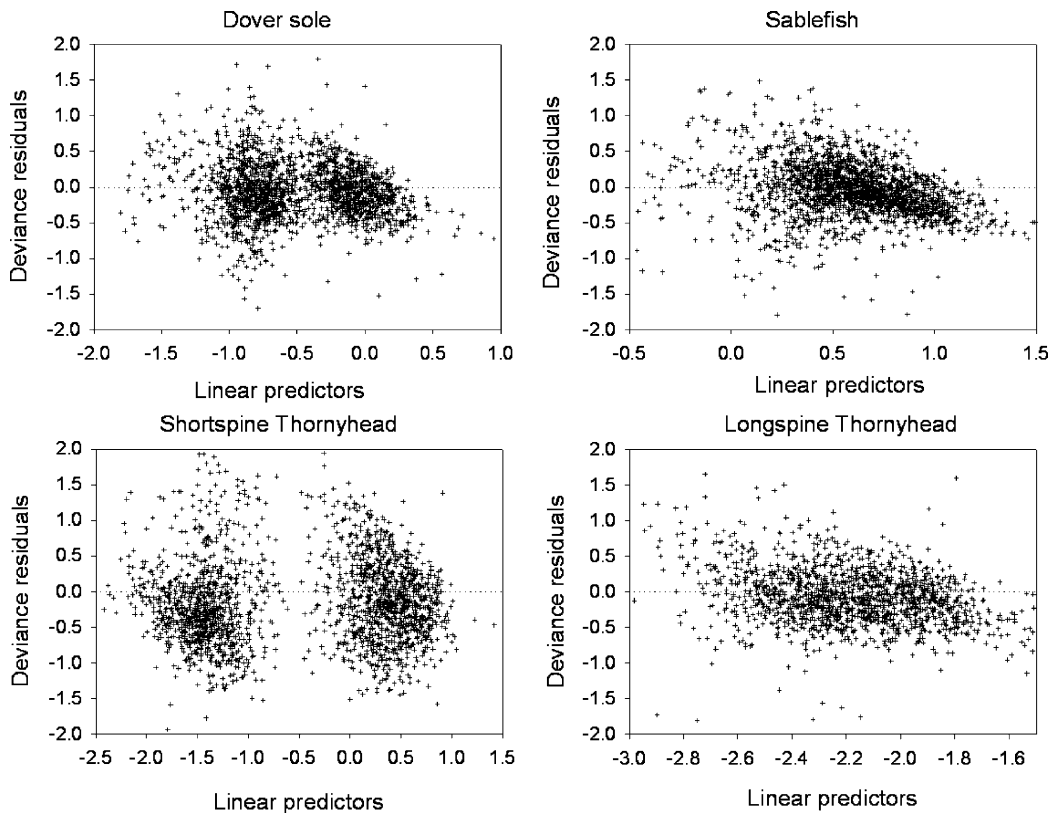 Dover sole
Deviance residuals
2.0
1.5
1.0
0.5
0.0
-0.5
-1.0
-1.5
-2.0
-2.0 -1.5 -1.0 -0.5 0.0 0.5 1.0
Linear predictors
Sablefish
Deviance residuals
2.0
1.5
1.0
0.5
0.0
-0.5
-1.0
-1.5
-2.0
-0.5 0.0 0.5 1.0 1.5
Linear predictors
Shortspine Thornyhead
Deviance residuals
2.0
1.5
1.0
0.5
0.0
-0.5
-1.0
-1.5
-2.0
-2.5 -2.0 -1.5 -1.0 -0.5 0.0 0.5 1.0 1.5
Linear predictors
Longspine Thornyhead
Deviance residuals
2.0
1.5
1.0
0.5
0.0
-0.5
-1.0
-1.5
-2.0
-3.0 -2.8 -2.6 -2.4 -2.2 -2.0 -1.8 -1.6
Linear predictors